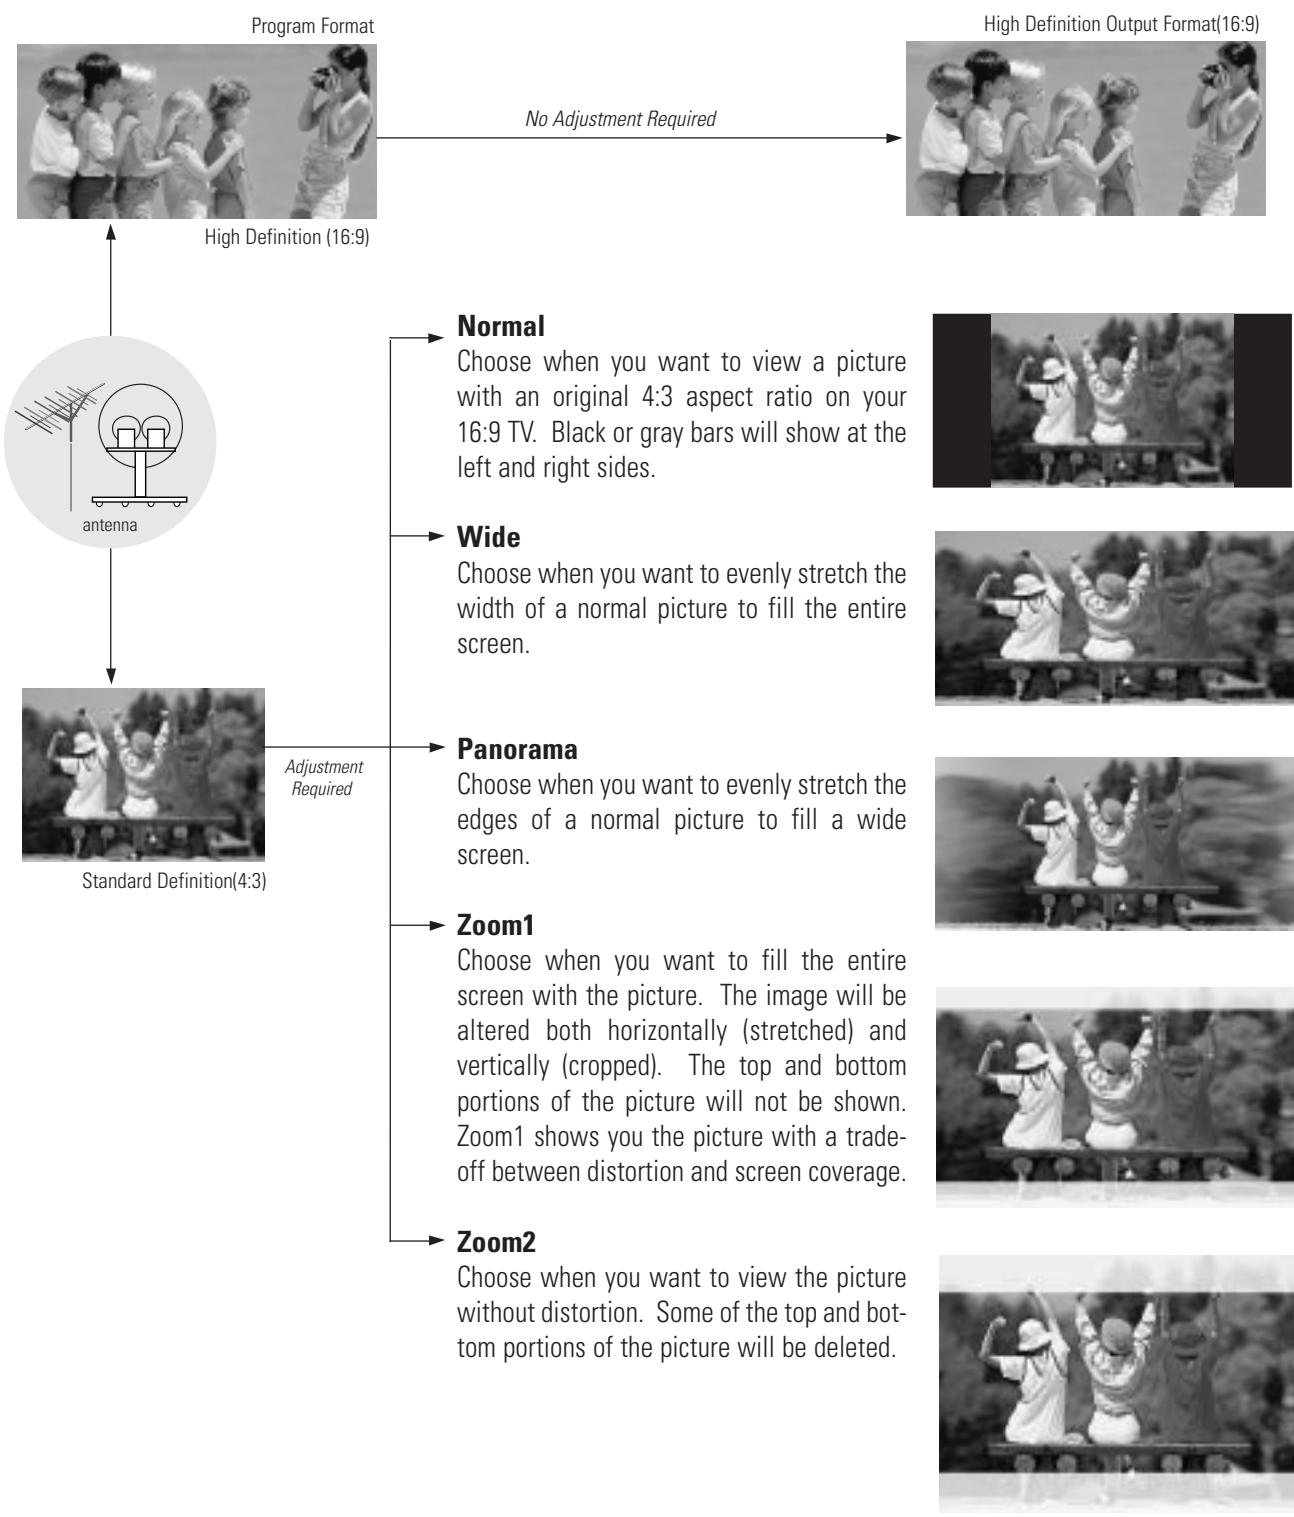 Program Format
High Definition Output Format(16:9)
No Adjustment Required
High Definition (16:9)
Normal
Choose when you want to view a picture
with an original 4:3 aspect ratio on your
16:9 TV. Black or gray bars will show at the
left and right sides.
antenna
Wide
Choose when you want to evenly stretch the
width of a normal picture to fill the entire
screen.
Adjustment
Required
Standard Definition(4:3)
Panorama
Choose when you want to evenly stretch the
edges of a normal picture to fill a wide
screen.
Zoom1
Choose when you want to fill the entire
screen with the picture. The image will be
altered both horizontally (stretched) and
vertically (cropped). The top and bottom
portions of the picture will not be shown.
Zoom1 shows you the picture with a trade-
off between distortion and screen coverage.
Zoom2
Choose when you want to view the picture
without distortion. Some of the top and bot-
tom portions of the picture will be deleted.